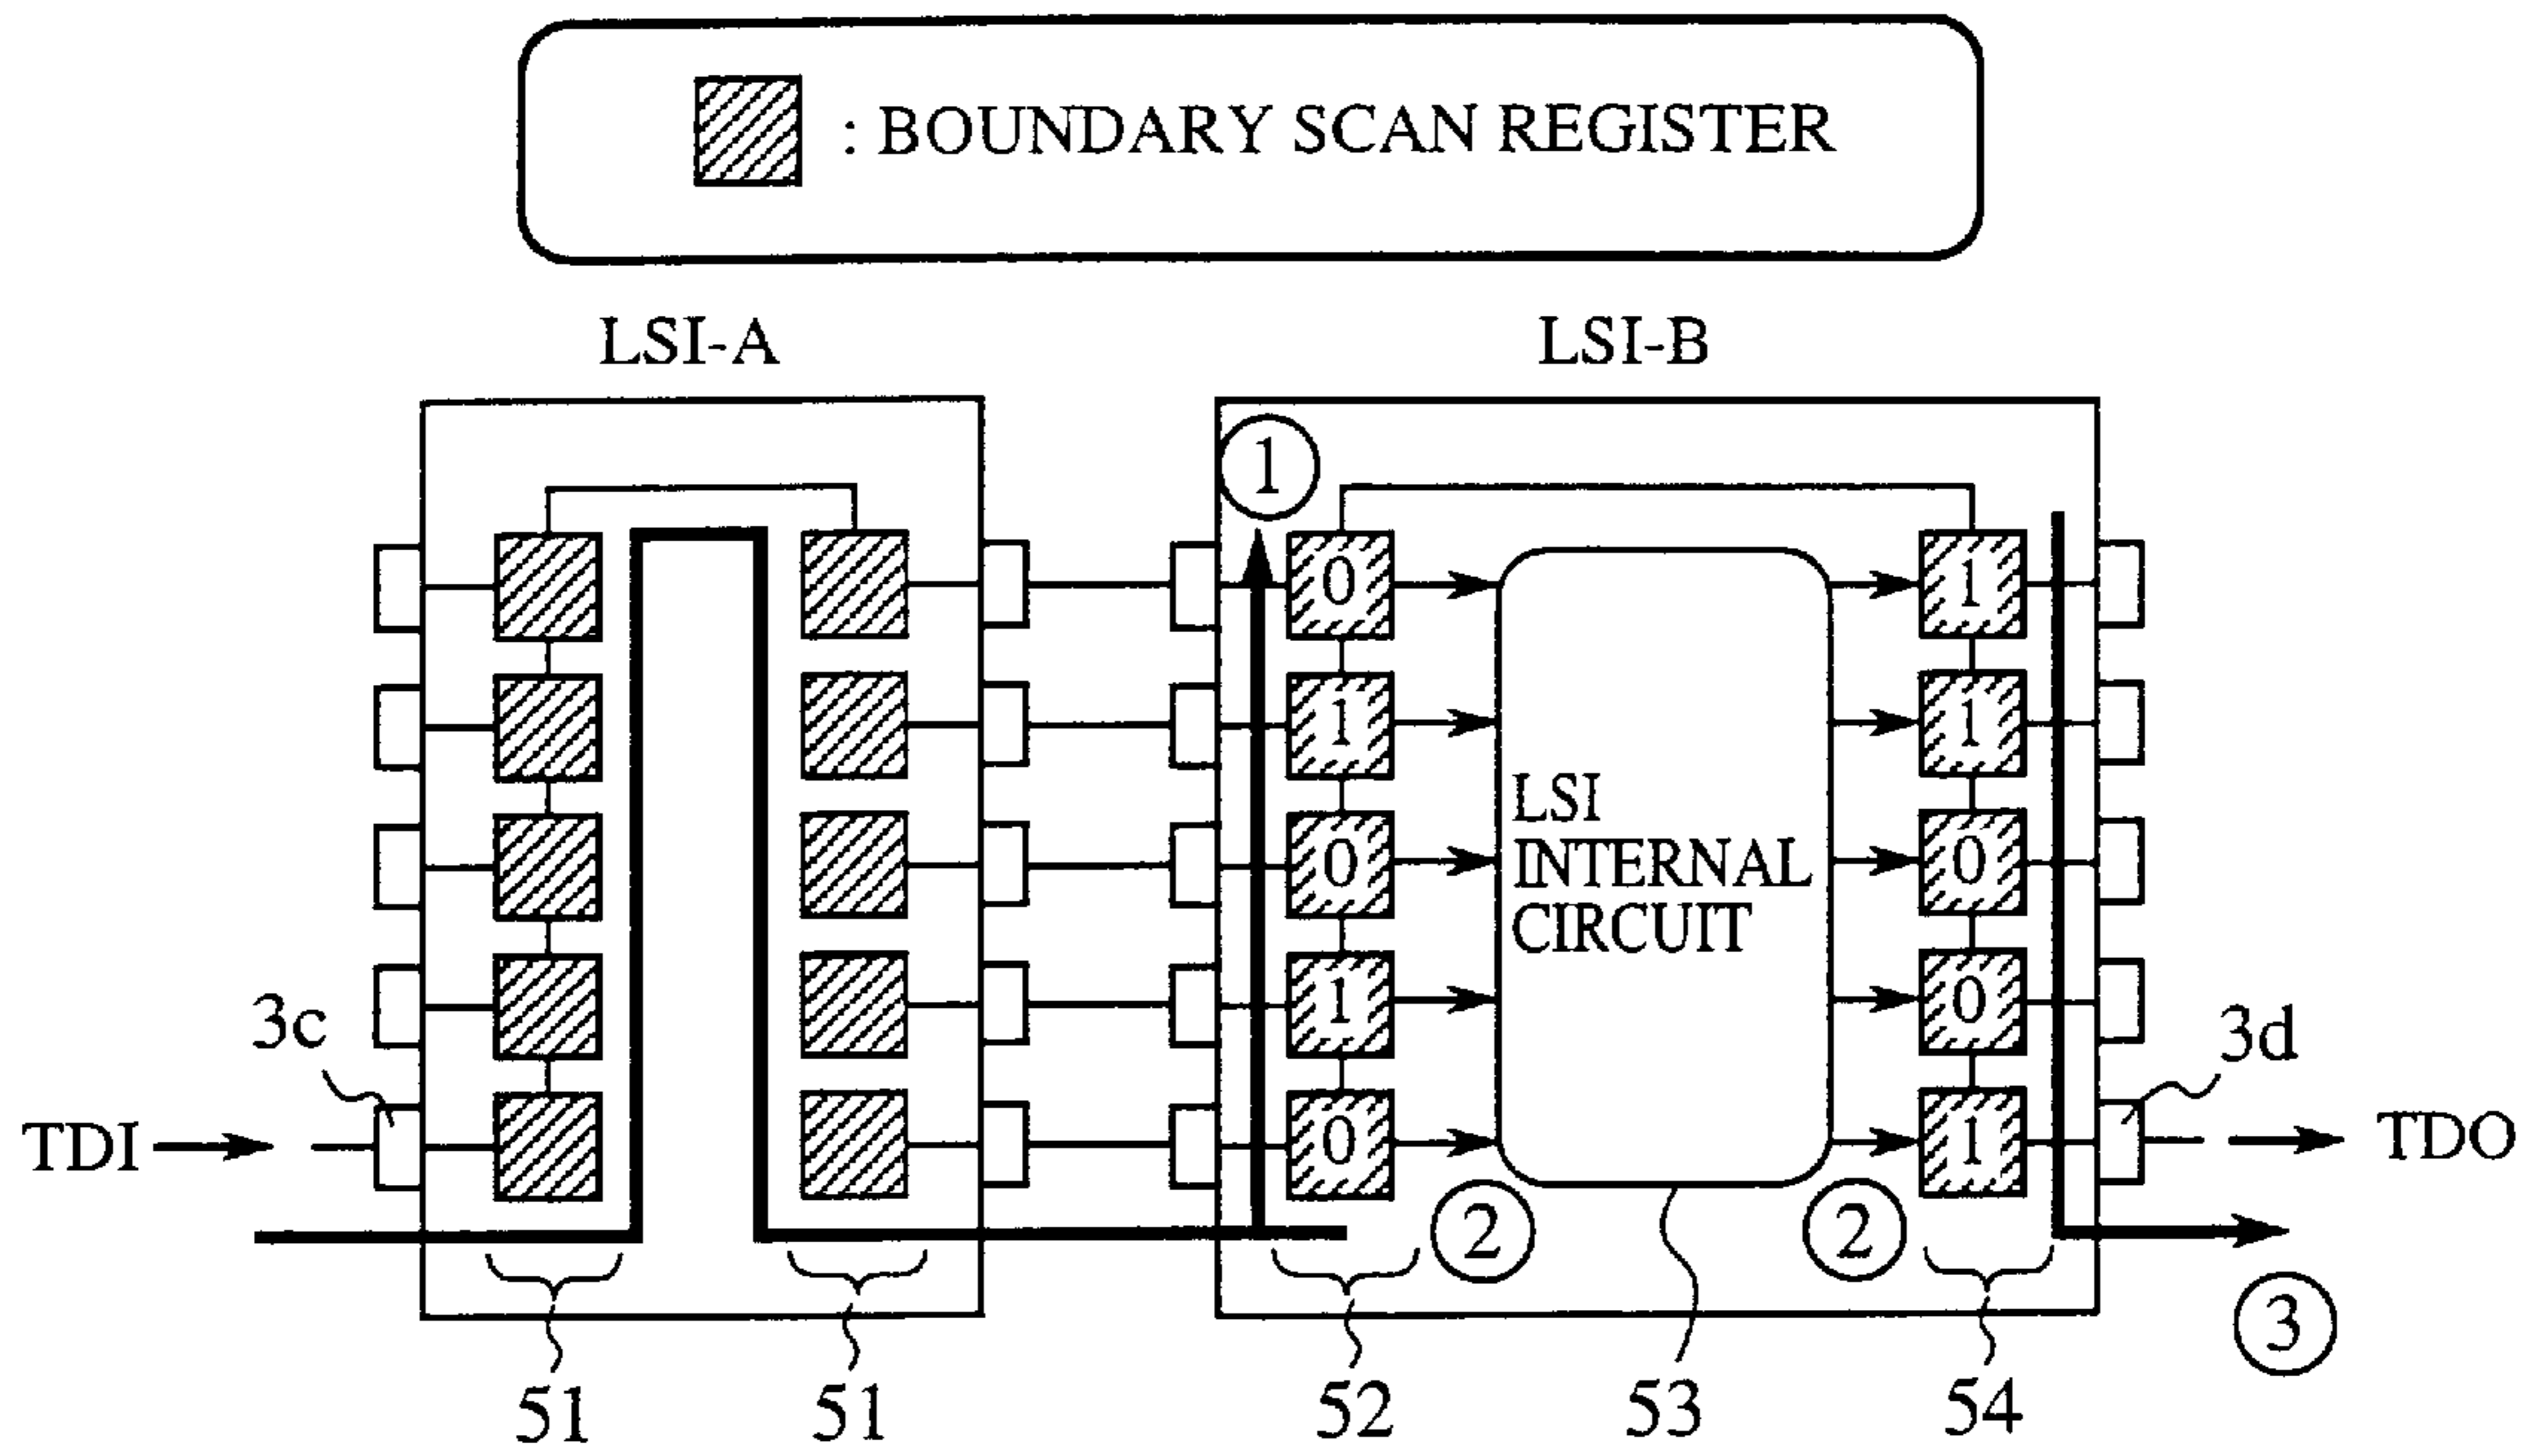 : BOUNDARY SCAN REGISTER
LSI-A
LSI-B
1
0 1
1 1
LSI
INTERNAL
CIRCUIT
0 0
1 0
3c
3d
TDI
0 1
TDO
2 2
3
51 51 52 53 54